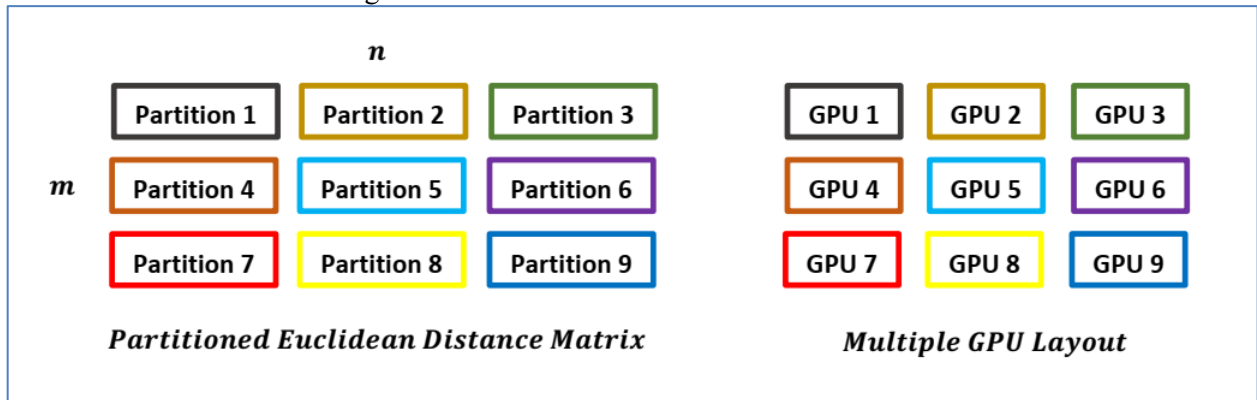 n
Partition 1 Partition 2 Partition 3 GPU 1 GPU 2 GPU 3
m Partition 4 Partition 5 Partition 6 GPU 4 GPU 5 GPU 6
Partition 7 Partition 8 Partition 9 GPU 7 GPU 8 GPU 9
Partitioned Euclidean Distance Matrix Multiple GPU Layout